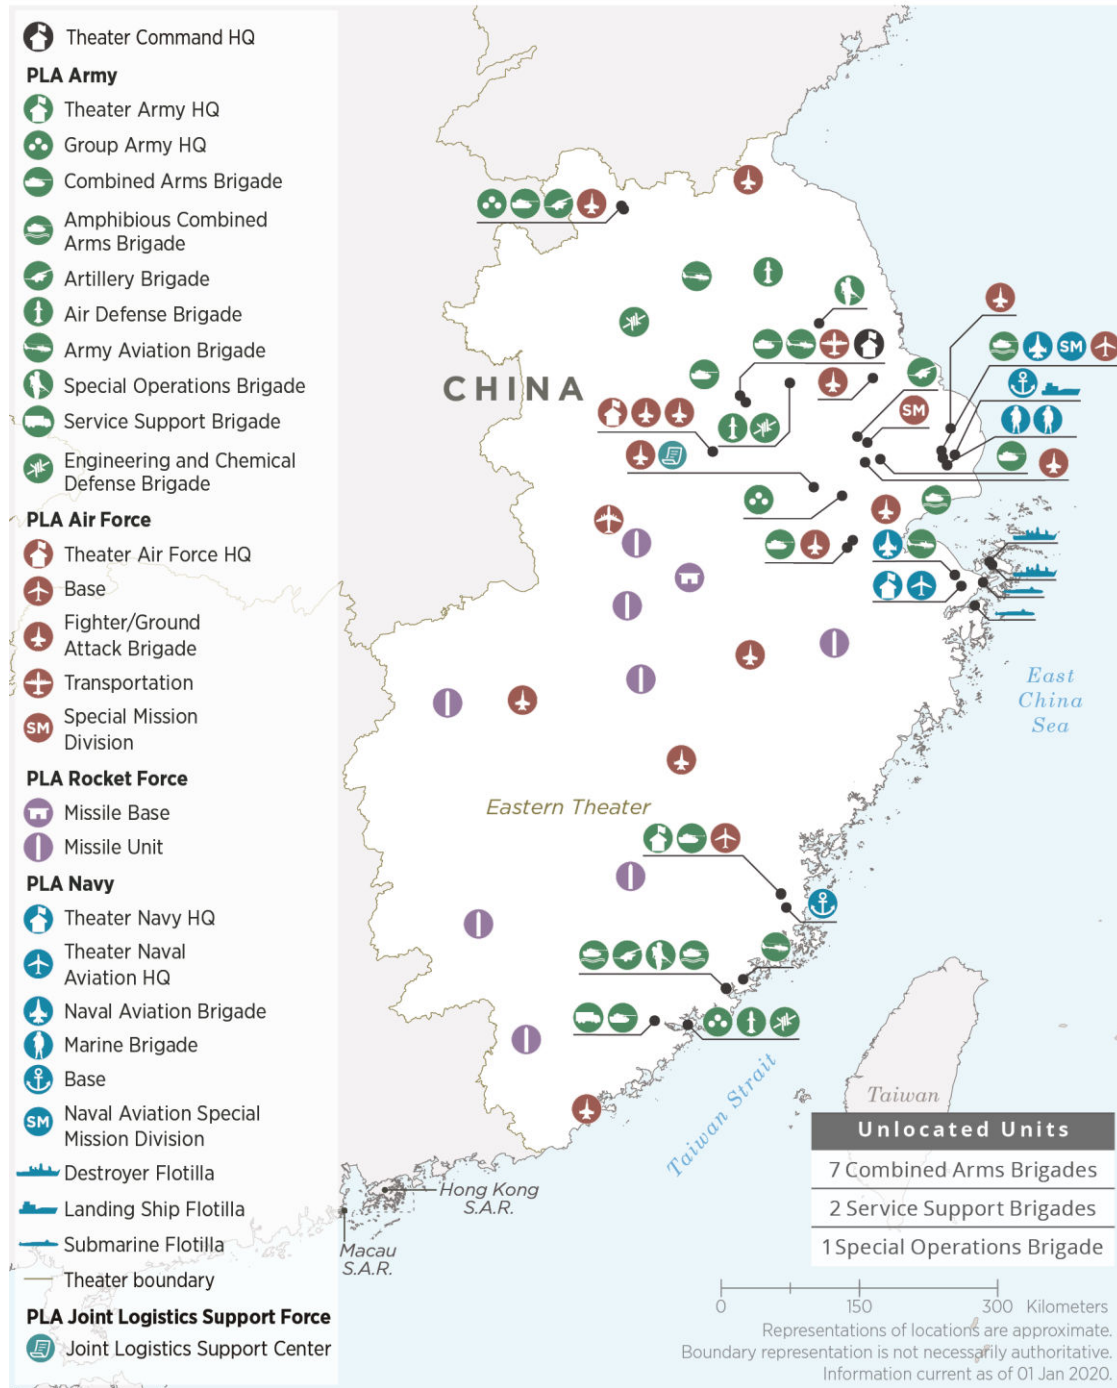 Theater Command HQ
PLA Army
Theater Army HQ
Group Army HQ
Combined Arms Brigade
Amphibious Combined
Arms Brigade
Artillery Brigade
Air Defense Brigade
Army Aviation Brigade
Special Operations Brigade
Service Support Brigade
Engineering and Chemical
Defense Brigade
PLA Air Force
Theater Air Force HQ
Base
Fighter/Ground
Attack Brigade
Transportation
SM
Special Mission
Division
PLA Rocket Force
Missile Base
Missile Unit
PLA Navy
Theater Navy HQ
Theater Naval
Aviation HQ
Naval Aviation Brigade
Marine Brigade
Base
SM
Naval Aviation Special
Mission Division
Destroyer Flotilla
Landing Ship Flotilla
Submarine Flotilla
Theater boundary
PLA Joint Logistics Support Force
Joint Logistics Support Center
SM
CHINA
SM
East
China
Sea
Eastern Theater
Taiwan Strait
Taiwan
Hong Kong
S.A.R.
Macau
S.A.R.
Unlocated Units
7 Combined Arms Brigades
2 Service Support Brigades
1 Special Operations Brigade
0 150 300 Kilometers
Representations of locations are approximate.
Boundary representation is not necessarily authoritative.
Information current as of 01 Jan 2020.